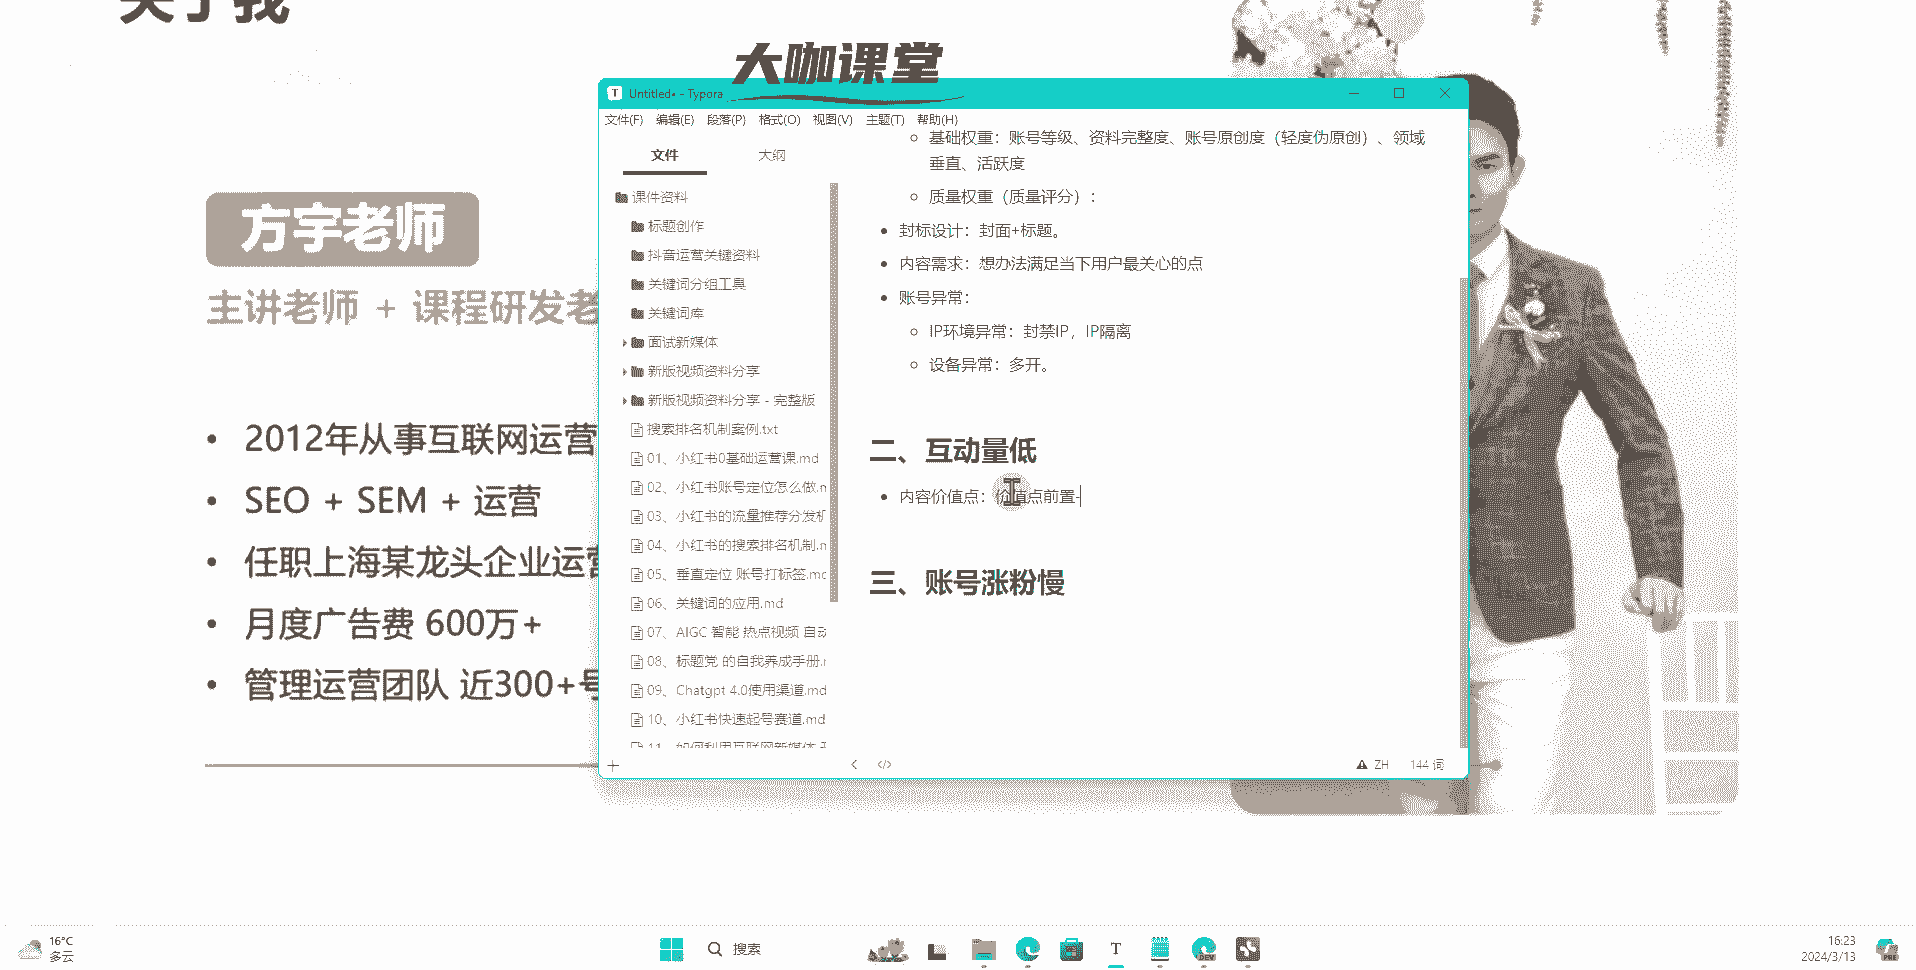 关于我
大咖课堂
方宇老师
主讲老师 + 课程研发老
• 2012年从事互联网运营
• SEO + SEM + 运营
• 任职上海某龙头企业运营
• 月度广告费 600万+
• 管理运营团队 近300+号
Untitled• - Typora
文件(F) 编辑(E) 段落(P) 格式(O) 视图(V) 主题(T) 帮助(H)
文件 大纲
课件资料
标题创作
抖音运营关键资料
关键词分组工具
关键词库
面试新媒体
新版视频资料分享
新版视频资料分享 - 完整版
搜索排名机制案例.txt
01、小红书0基础运营课.md
02、小红书账号定位怎么做.m
03、小红书的流量推荐分发机
04、小红书的搜索排名机制.m
05、垂直定位 账号打标签.md
06、关键词的应用.md
07、AIGC 智能 热点视频 自动
08、标题党 的自我养成手册.m
09、Chatgpt 4.0使用渠道.md
10、小红书快速起号赛道.md
11、如何利用互联网新媒体
基础权重：账号等级、资料完整度、账号原创度（轻度伪原创）、领域
垂直、活跃度
质量权重（质量评分）：
• 封标设计：封面+标题。
• 内容需求：想办法满足当下用户最关心的点
• 账号异常：
IP环境异常：封禁IP，IP隔离
设备异常：多开。
二、互动量低
• 内容价值点：价值点前置-
三、账号涨粉慢
ZH 144 词
16°C
多云
搜索
T
DEV
16:23
2024/3/13
PRE